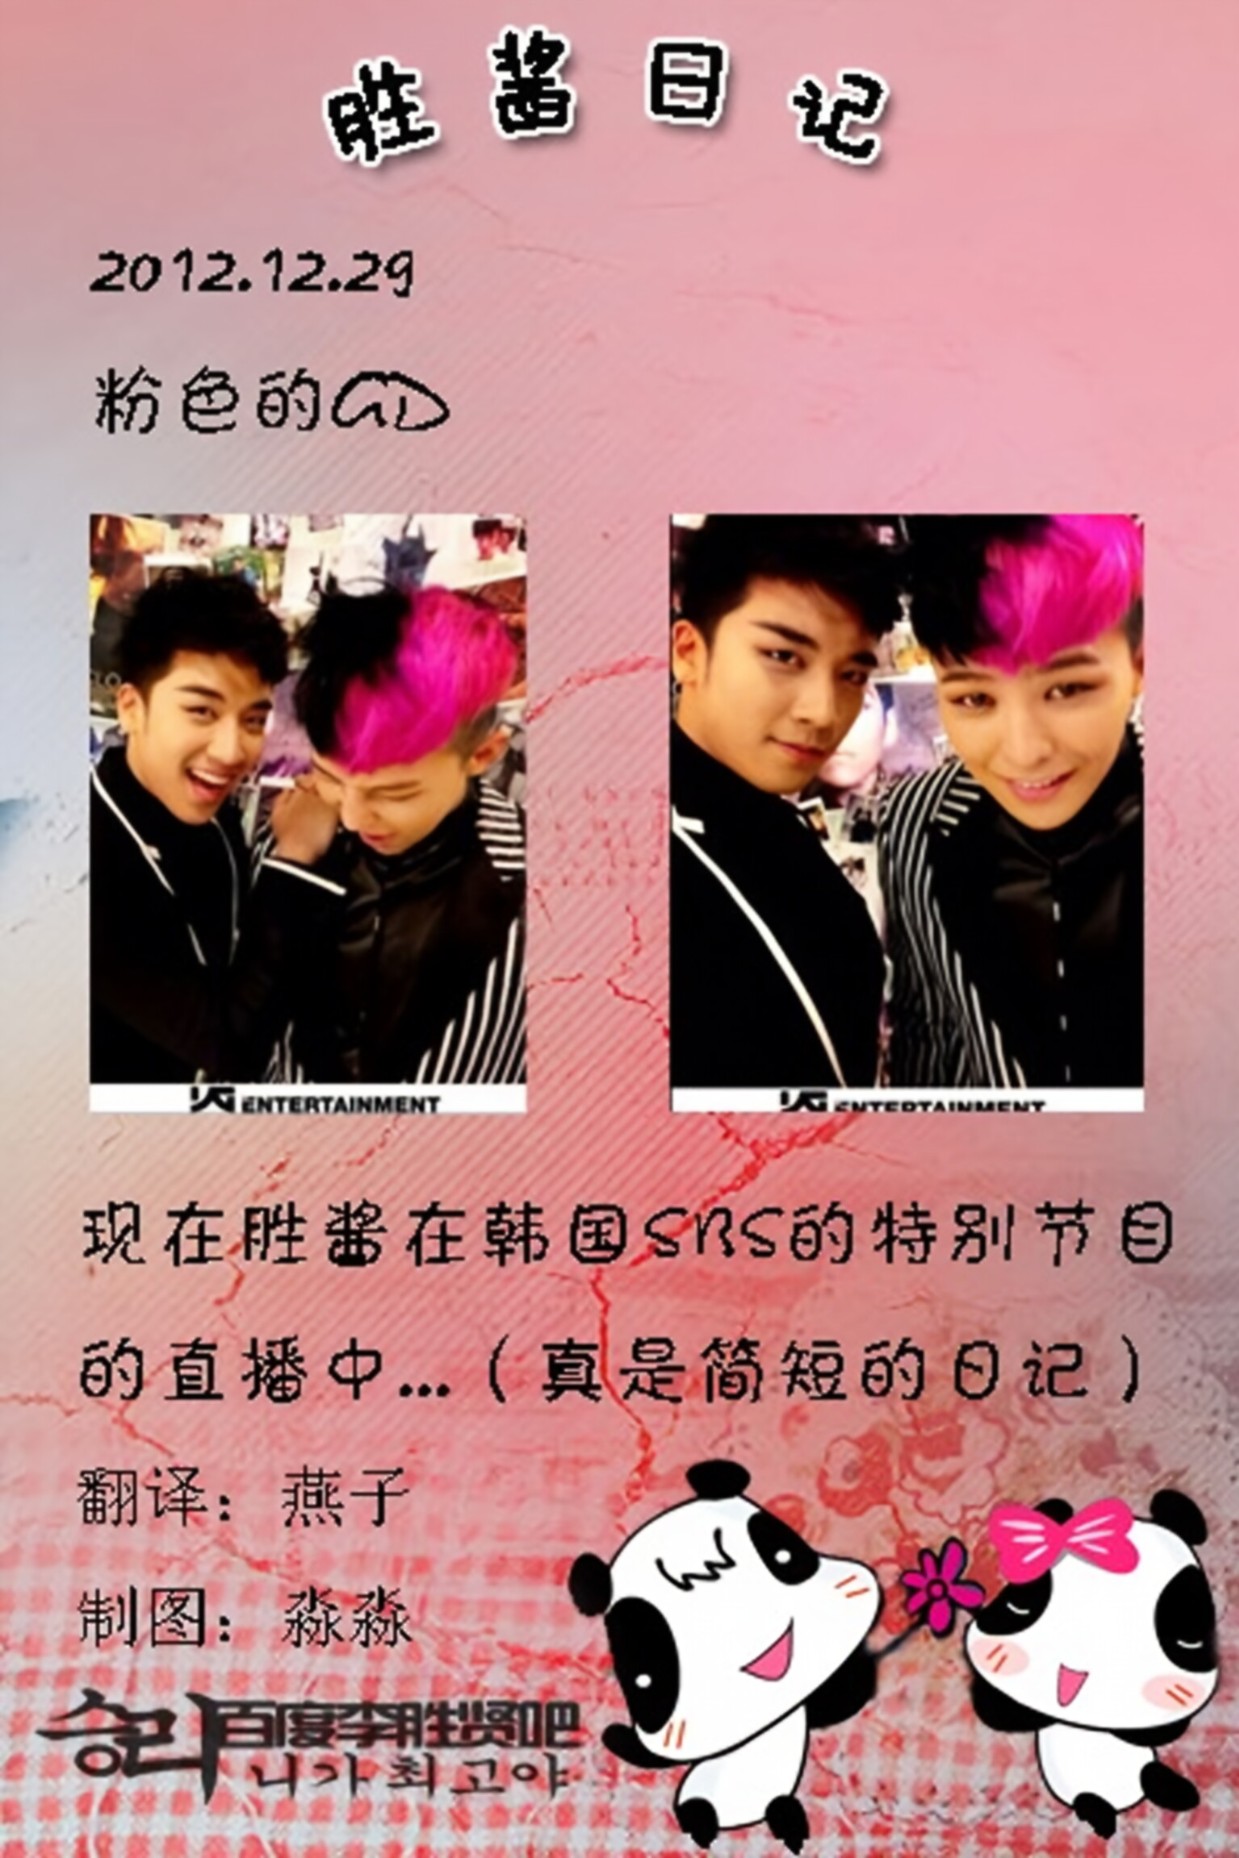 胜酱日记
2012.12.29
粉色的GD
YG ENTERTAINMENT
YG ENTERTAINMENT
现在胜酱在韩国SBS的特别节目
的直播中...（真是简短的日记）
翻译：燕子
制图：淼淼
승리百度李胜贤吧
니가최고야